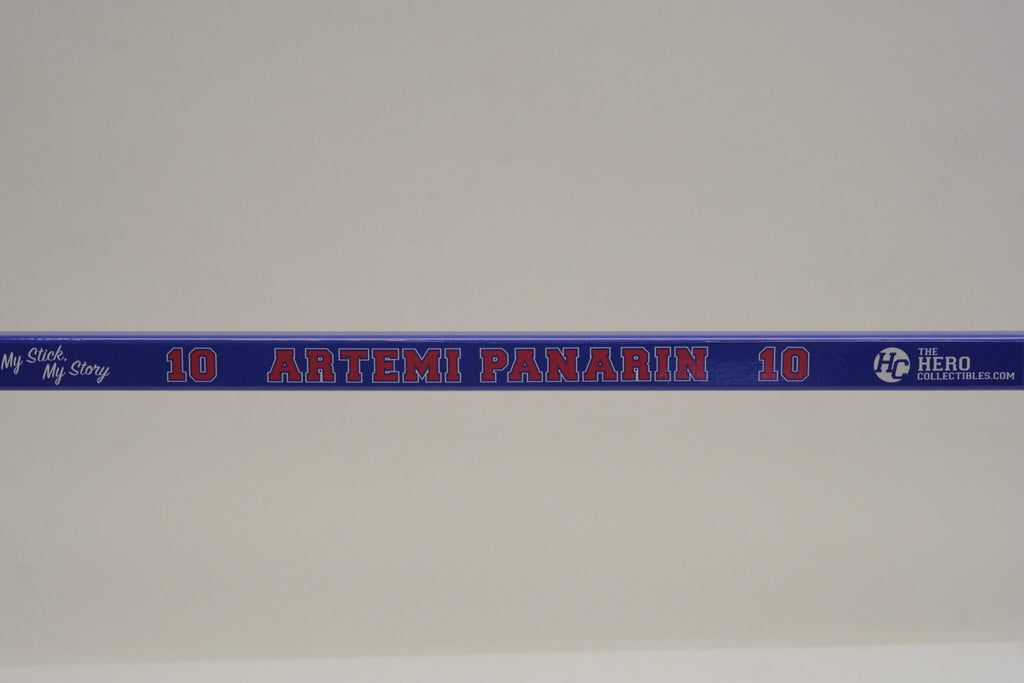 My Stick,
My Story
10 ARTEMI PANARIN 10
HC
THE
HERO
COLLECTIBLES.COM